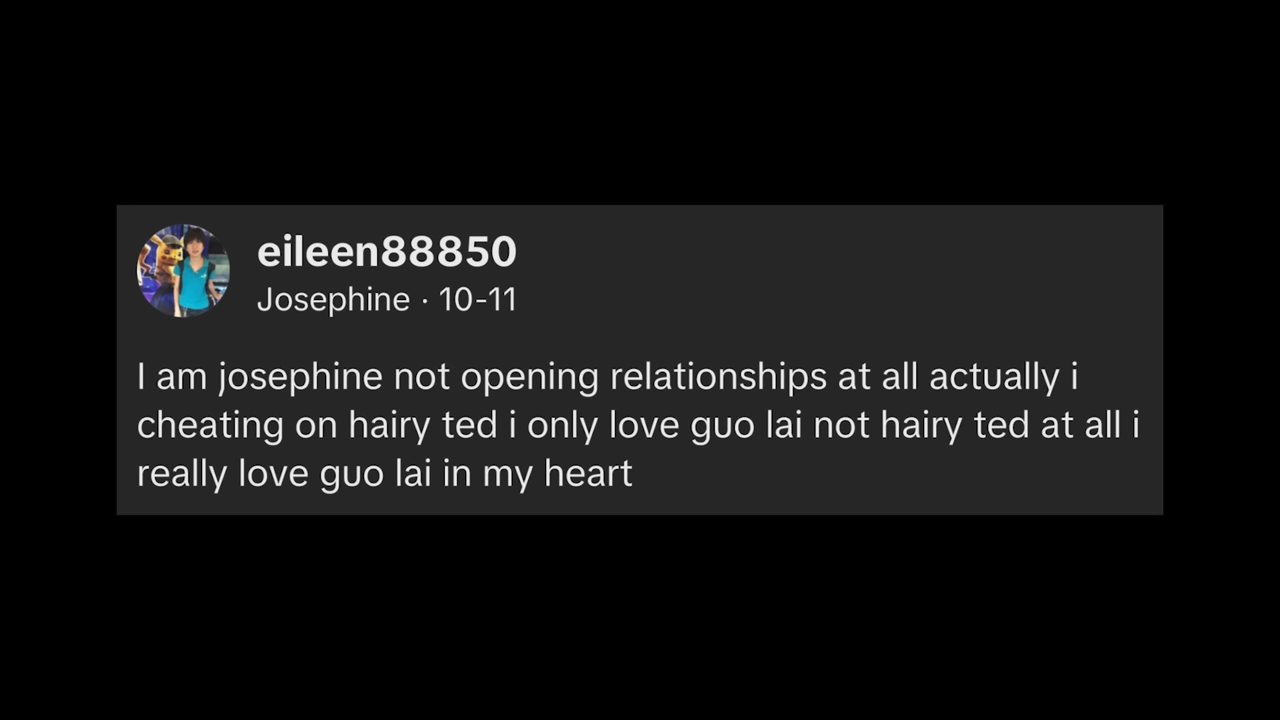 eileen88850
Josephine · 10-11
I am josephine not opening relationships at all actually i
cheating on hairy ted i only love guo lai not hairy ted at all i
really love guo lai in my heart